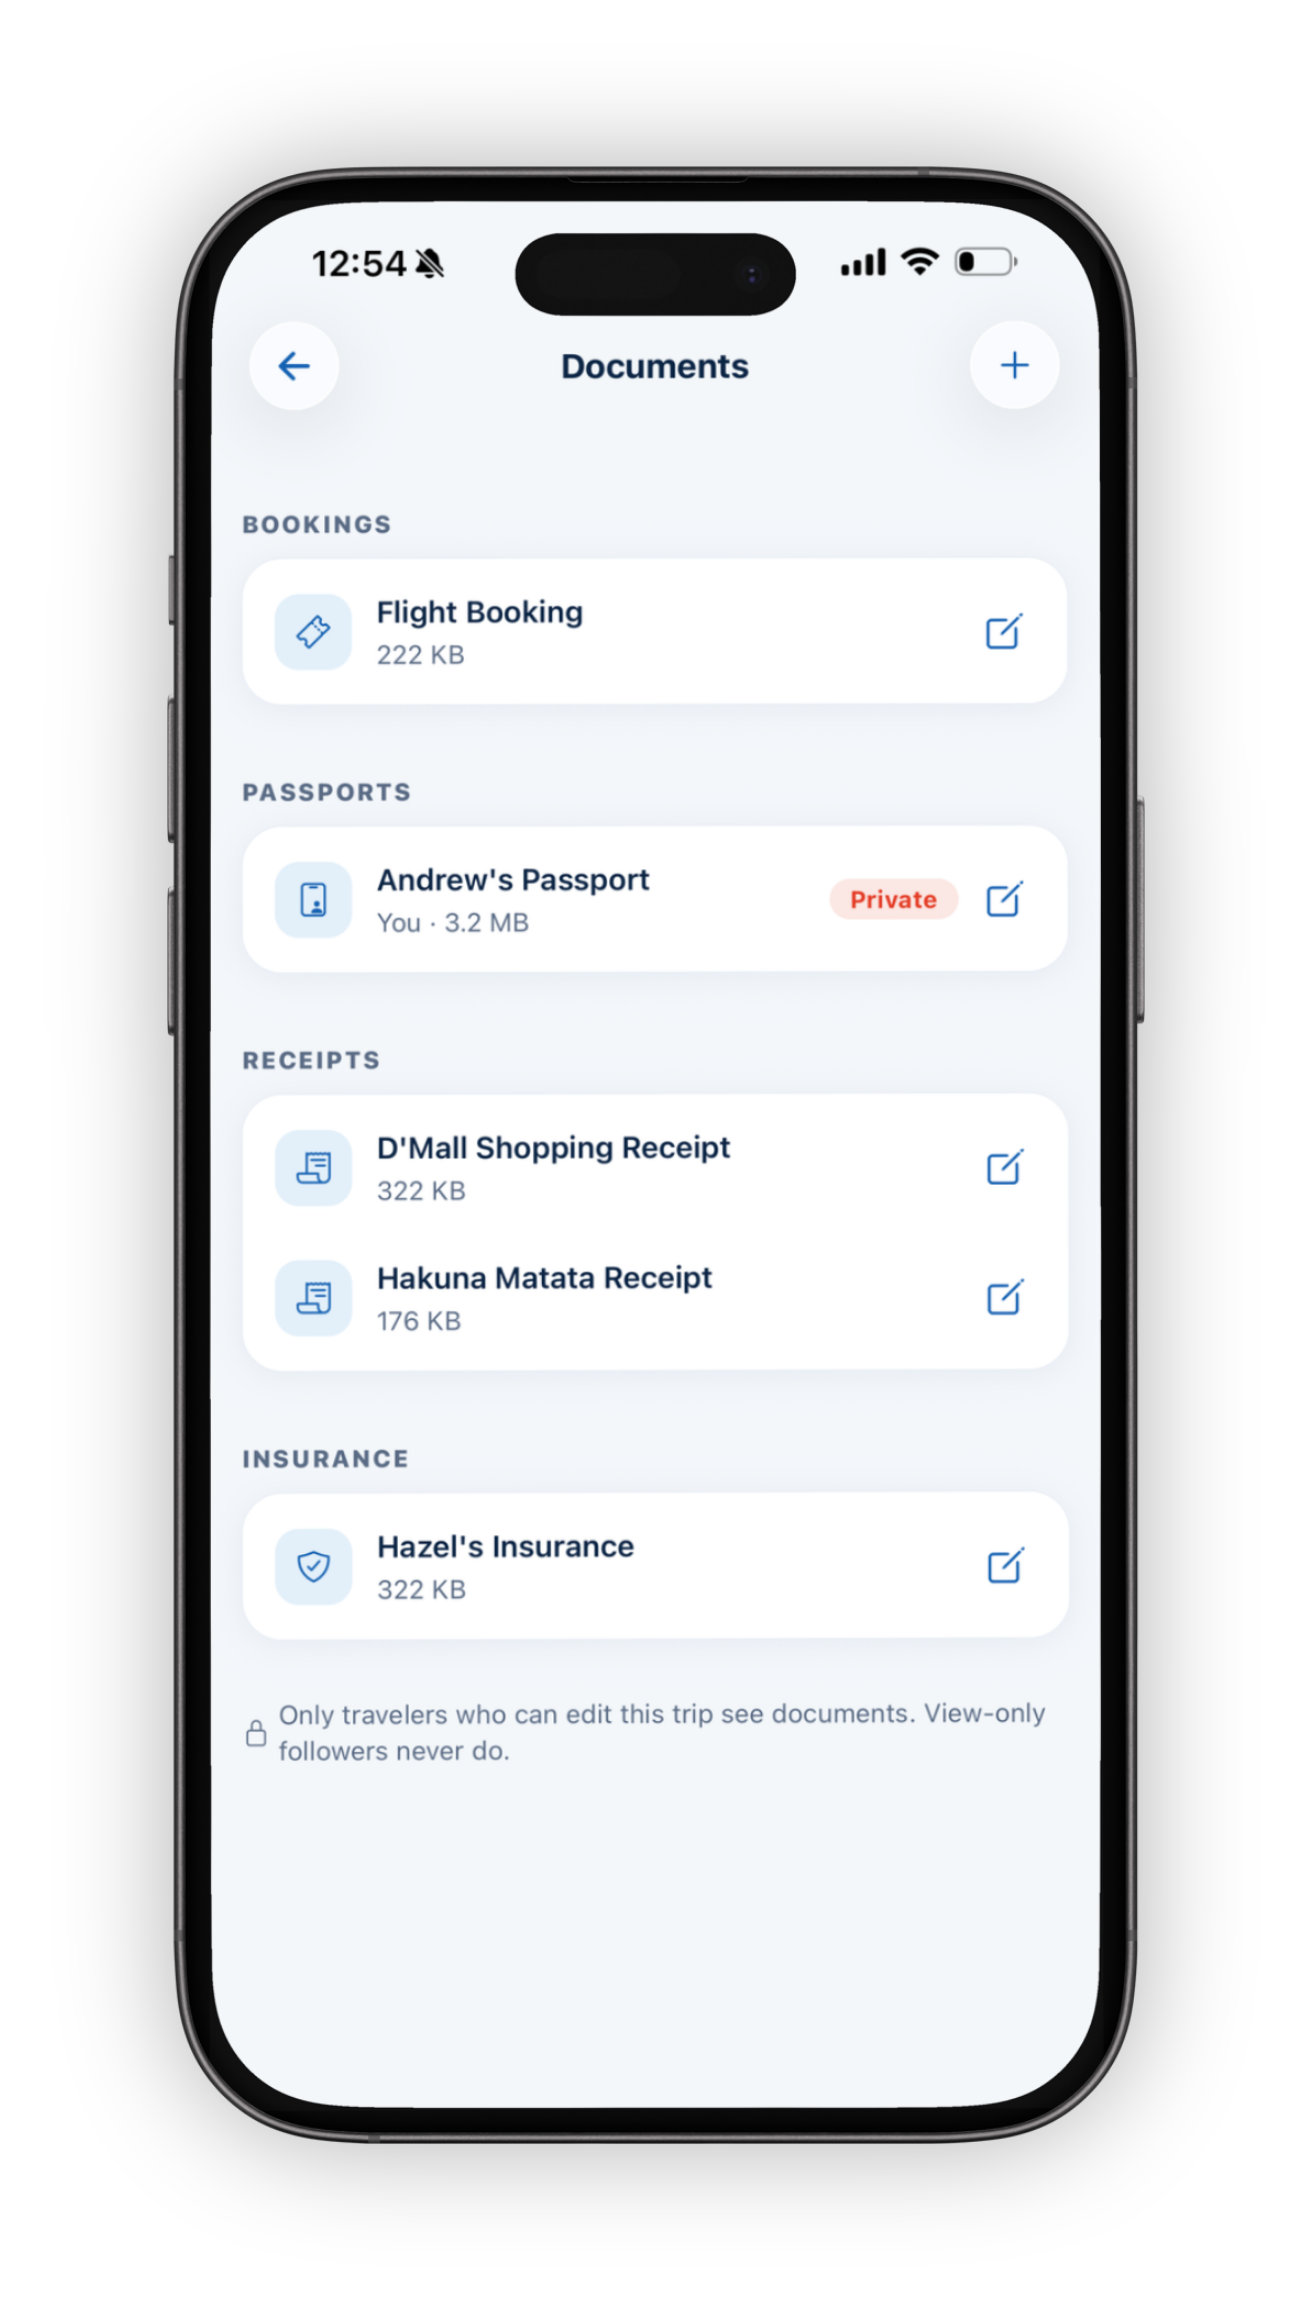 12:54
Documents
BOOKINGS
Flight Booking
222 KB
PASSPORTS
Andrew's Passport
You · 3.2 MB
Private
RECEIPTS
D'Mall Shopping Receipt
322 KB
Hakuna Matata Receipt
176 KB
INSURANCE
Hazel's Insurance
322 KB
Only travelers who can edit this trip see documents. View-only
followers never do.